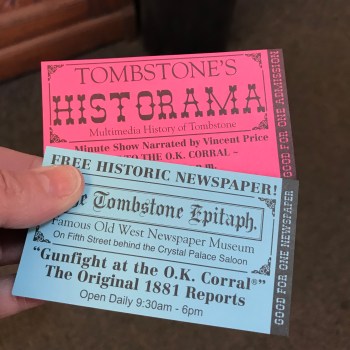 TOMBSTONE'S
HISTORAMA
Multimedia History of Tombstone
Minute Show Narrated by Vincent Price
TO THE O.K. CORRAL –
GOOD FOR ONE ADMISSION
FREE HISTORIC NEWSPAPER!
The Tombstone Epitaph.
Famous Old West Newspaper Museum
On Fifth Street behind the Crystal Palace Saloon
"Gunfight at the O.K. Corral®"
The Original 1881 Reports
Open Daily 9:30am - 6pm
GOOD FOR ONE NEWSPAPER